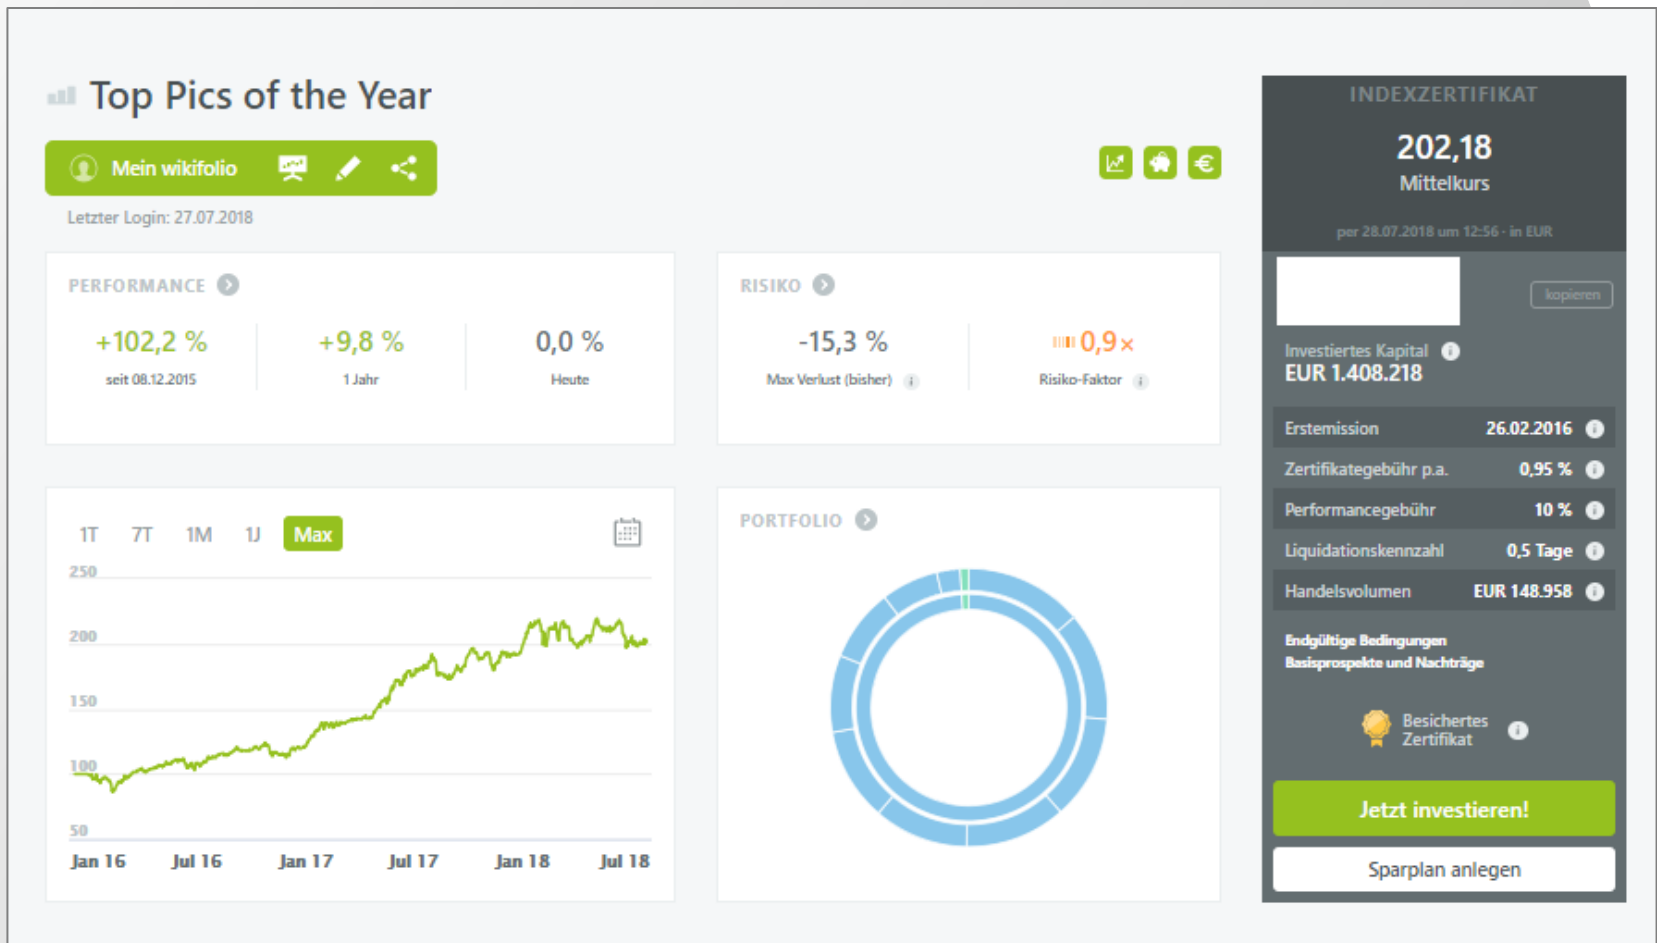 Top Pics of the Year
Mein wikifolio
Letzter Login: 27.07.2018
PERFORMANCE
+102,2 %
seit 08.12.2015
+9,8 %
1 Jahr
0,0 %
Heute
RISIKO
-15,3 %
Max Verlust (bisher)
0,9 x
Risiko-Faktor
1T 7T 1M 1J Max
250
200
150
100
50
Jan 16 Jul 16 Jan 17 Jul 17 Jan 18 Jul 18
PORTFOLIO
INDEXZERTIFIKAT
202,18
Mittelkurs
per 28.07.2018 um 12:56 - in EUR
kopieren
Investiertes Kapital
EUR 1.408.218
Erstemission 26.02.2016
Zertifikategebühr p.a. 0,95 %
Performancegebühr 10 %
Liquidationskennzahl 0,5 Tage
Handelsvolumen EUR 148.958
Endgültige Bedingungen
Basisprospekte und Nachträge
Besichertes
Zertifikat
Jetzt investieren!
Sparplan anlegen